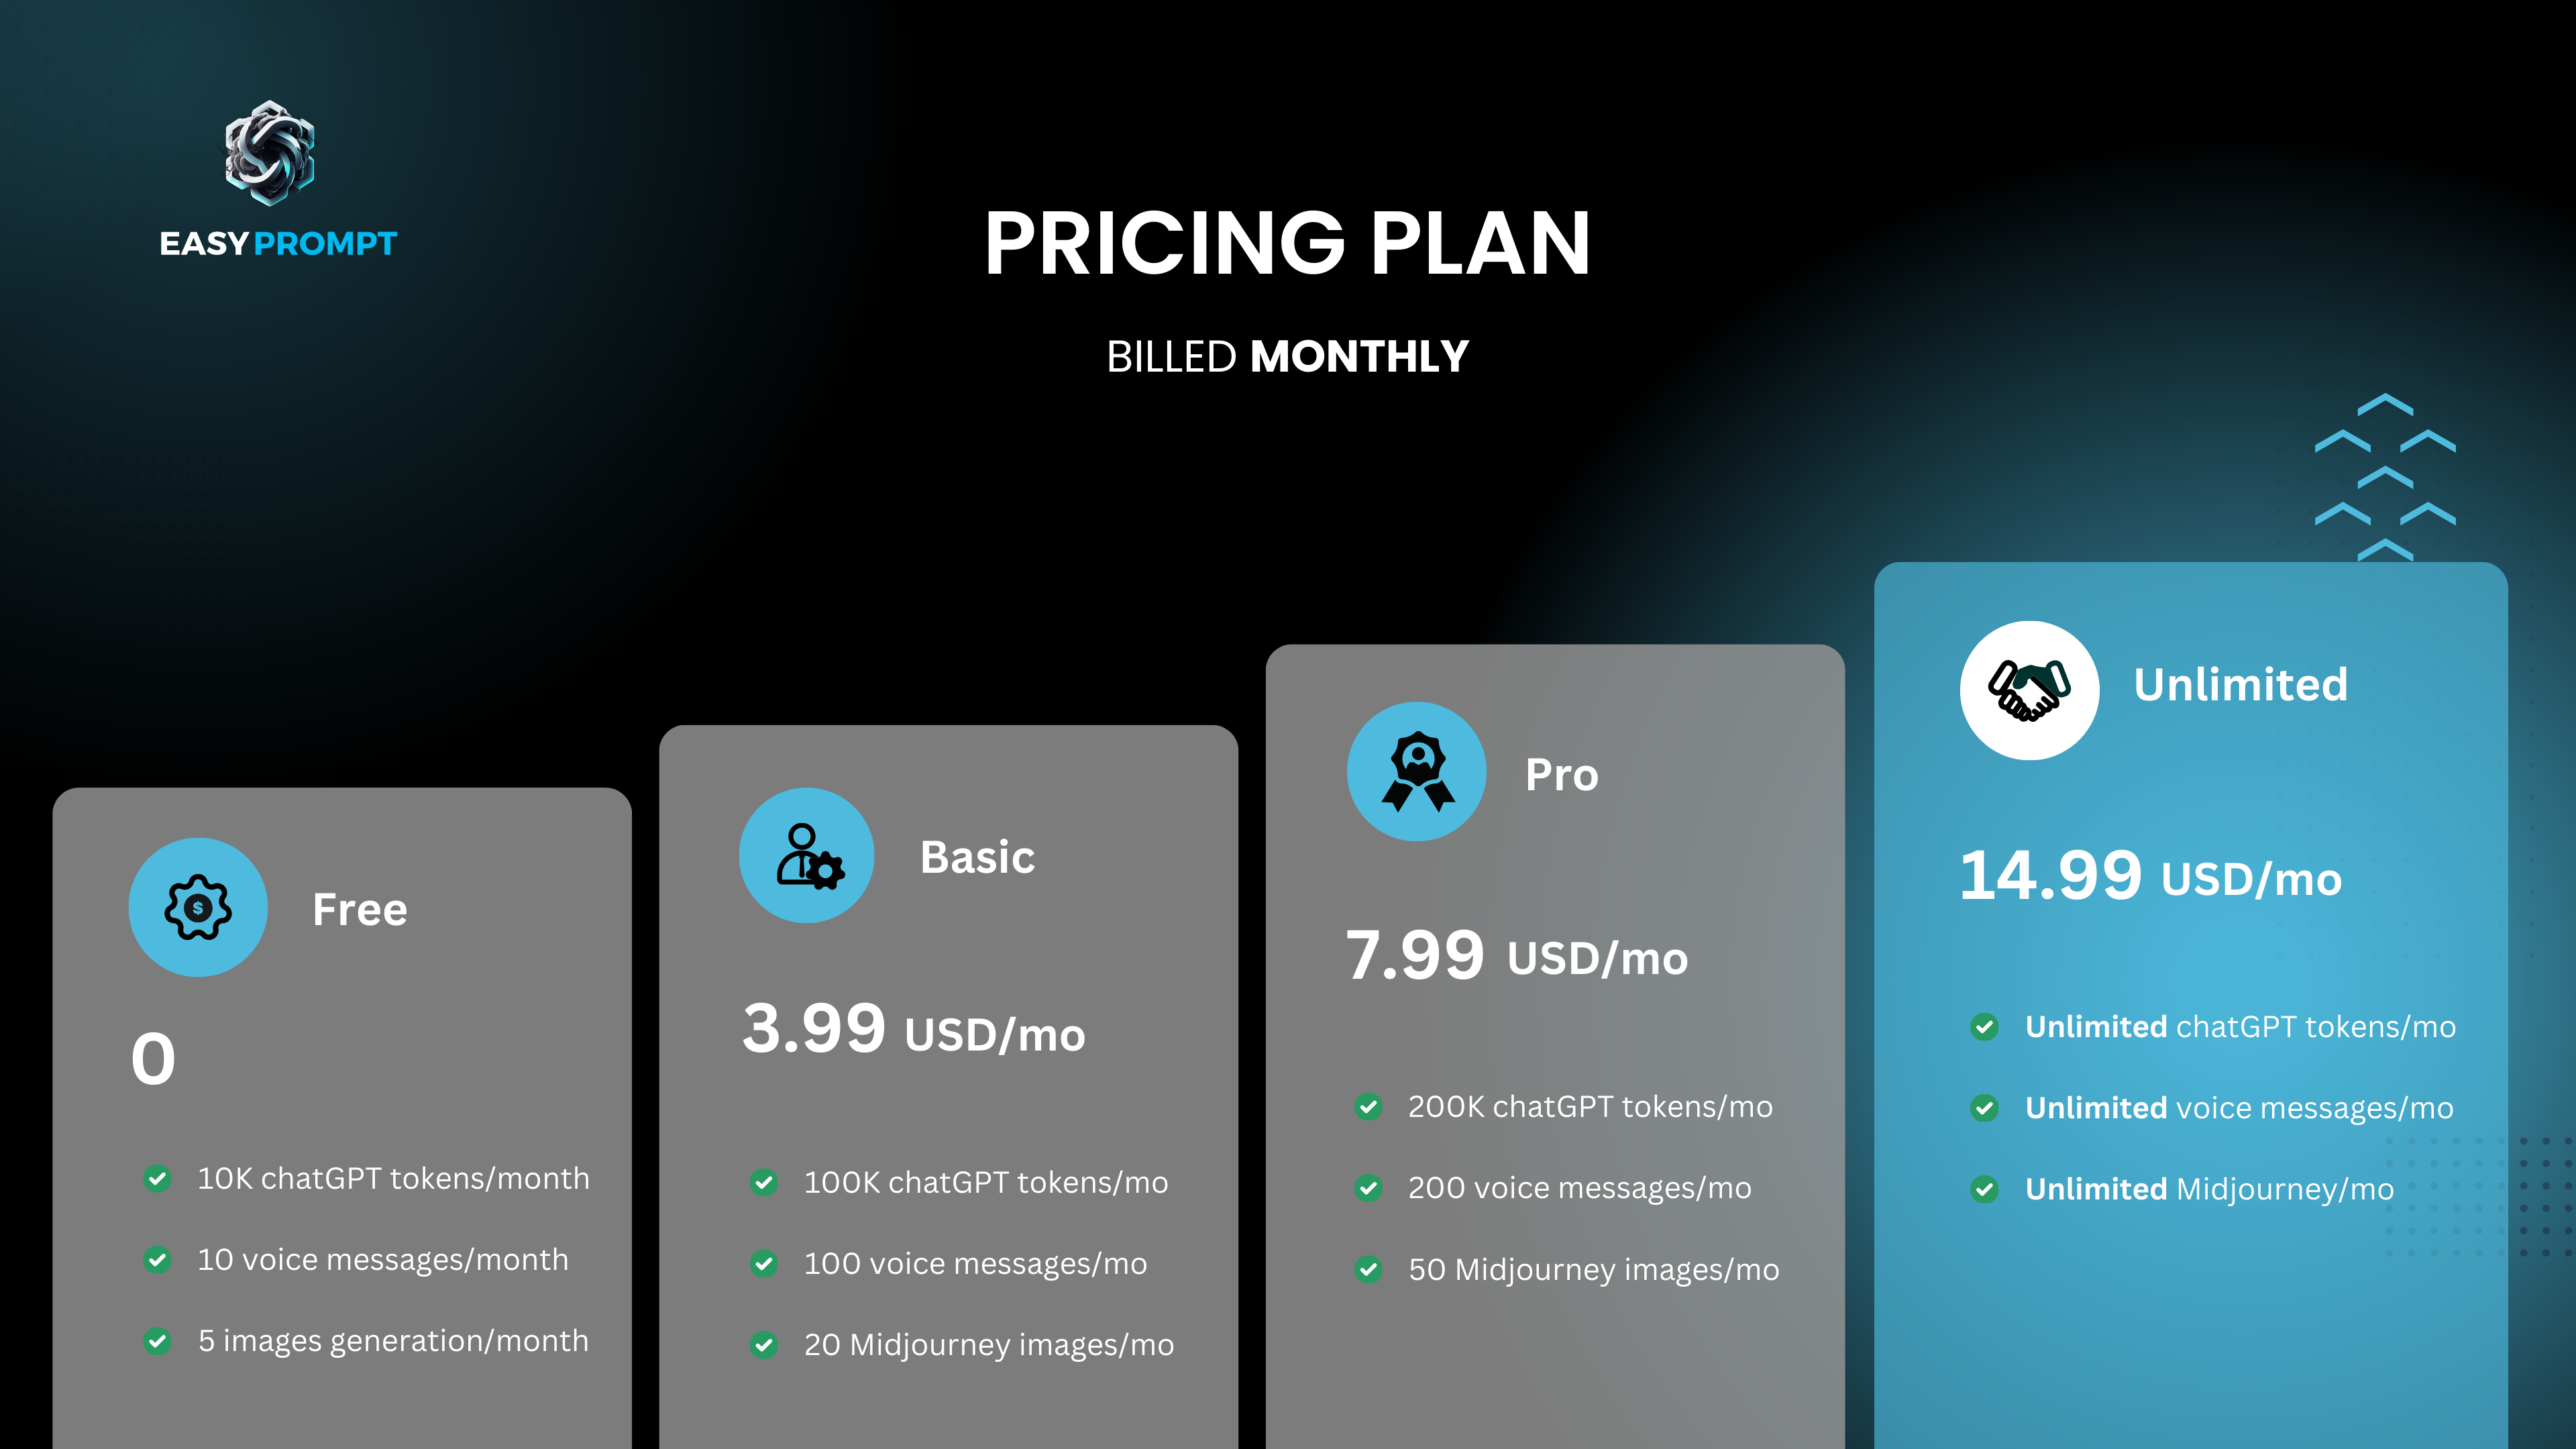 EASY PROMPT
PRICING PLAN
BILLED MONTHLY
Free
0
10K chatGPT tokens/month
10 voice messages/month
5 images generation/month
Basic
3.99 USD/mo
100K chatGPT tokens/mo
100 voice messages/mo
20 Midjourney images/mo
Pro
7.99 USD/mo
200K chatGPT tokens/mo
200 voice messages/mo
50 Midjourney images/mo
Unlimited
14.99 USD/mo
Unlimited chatGPT tokens/mo
Unlimited voice messages/mo
Unlimited Midjourney/mo